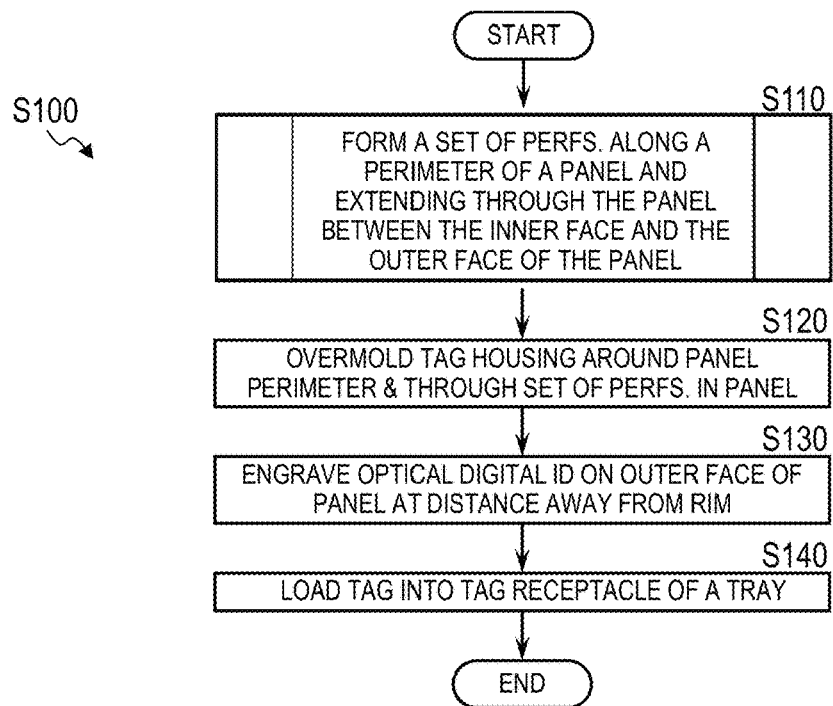 START
S100
S110
FORM A SET OF PERFS. ALONG A
PERIMETER OF A PANEL AND
EXTENDING THROUGH THE PANEL
BETWEEN THE INNER FACE AND THE
OUTER FACE OF THE PANEL
S120
OVERMOLD TAG HOUSING AROUND PANEL
PERIMETER & THROUGH SET OF PERFS. IN PANEL
S130
ENGRAVE OPTICAL DIGITAL ID ON OUTER FACE OF
PANEL AT DISTANCE AWAY FROM RIM
S140
LOAD TAG INTO TAG RECEPTACLE OF A TRAY
END